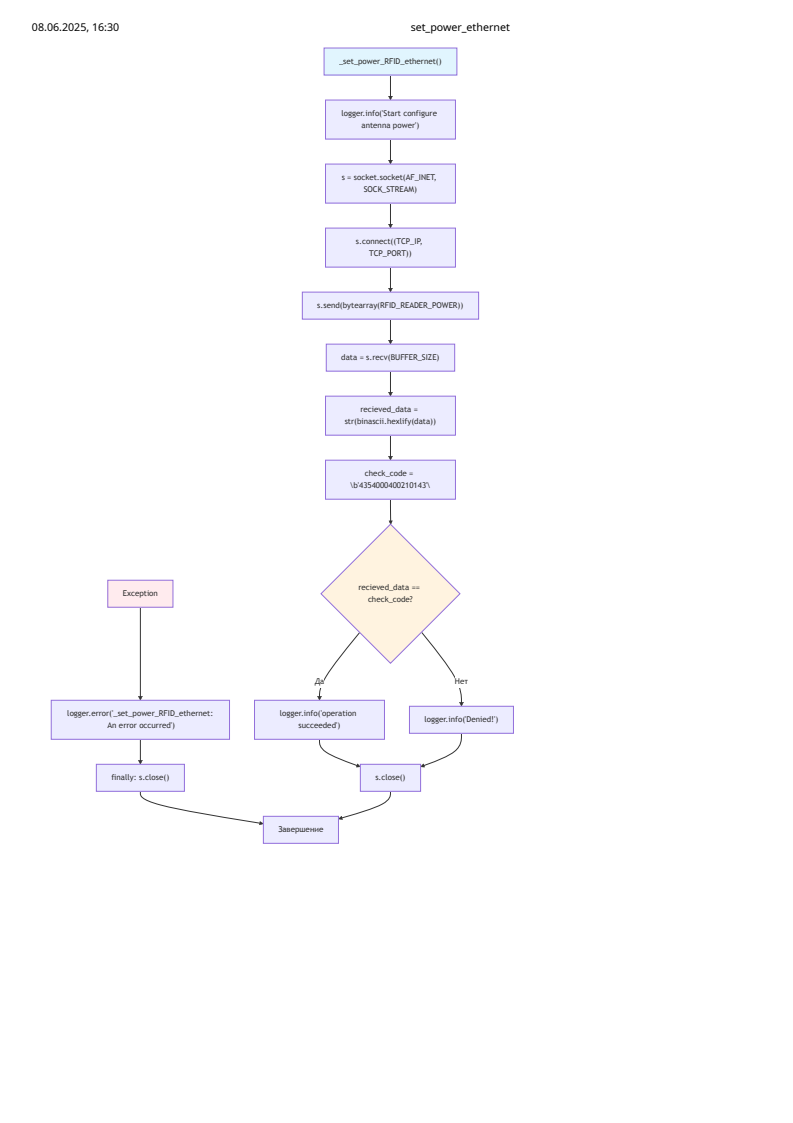 08.06.2025, 16:30
set_power_ethernet
_set_power_RFID_ethernet()
logger.info('Start configure
antenna power')
s = socket.socket(AF_INET,
SOCK_STREAM)
s.connect((TCP_IP,
TCP_PORT))
s.send(bytearray(RFID_READER_POWER))
data = s.recv(BUFFER_SIZE)
recieved_data =
str(binascii.hexlify(data))
check_code =
\b'4354000400210143'\
recieved_data ==
check_code?
Exception
Да
Нет
logger.error('_set_power_RFID_ethernet:
An error occurred')
logger.info('operation
succeeded')
logger.info('Denied!')
finally: s.close()
s.close()
Завершение